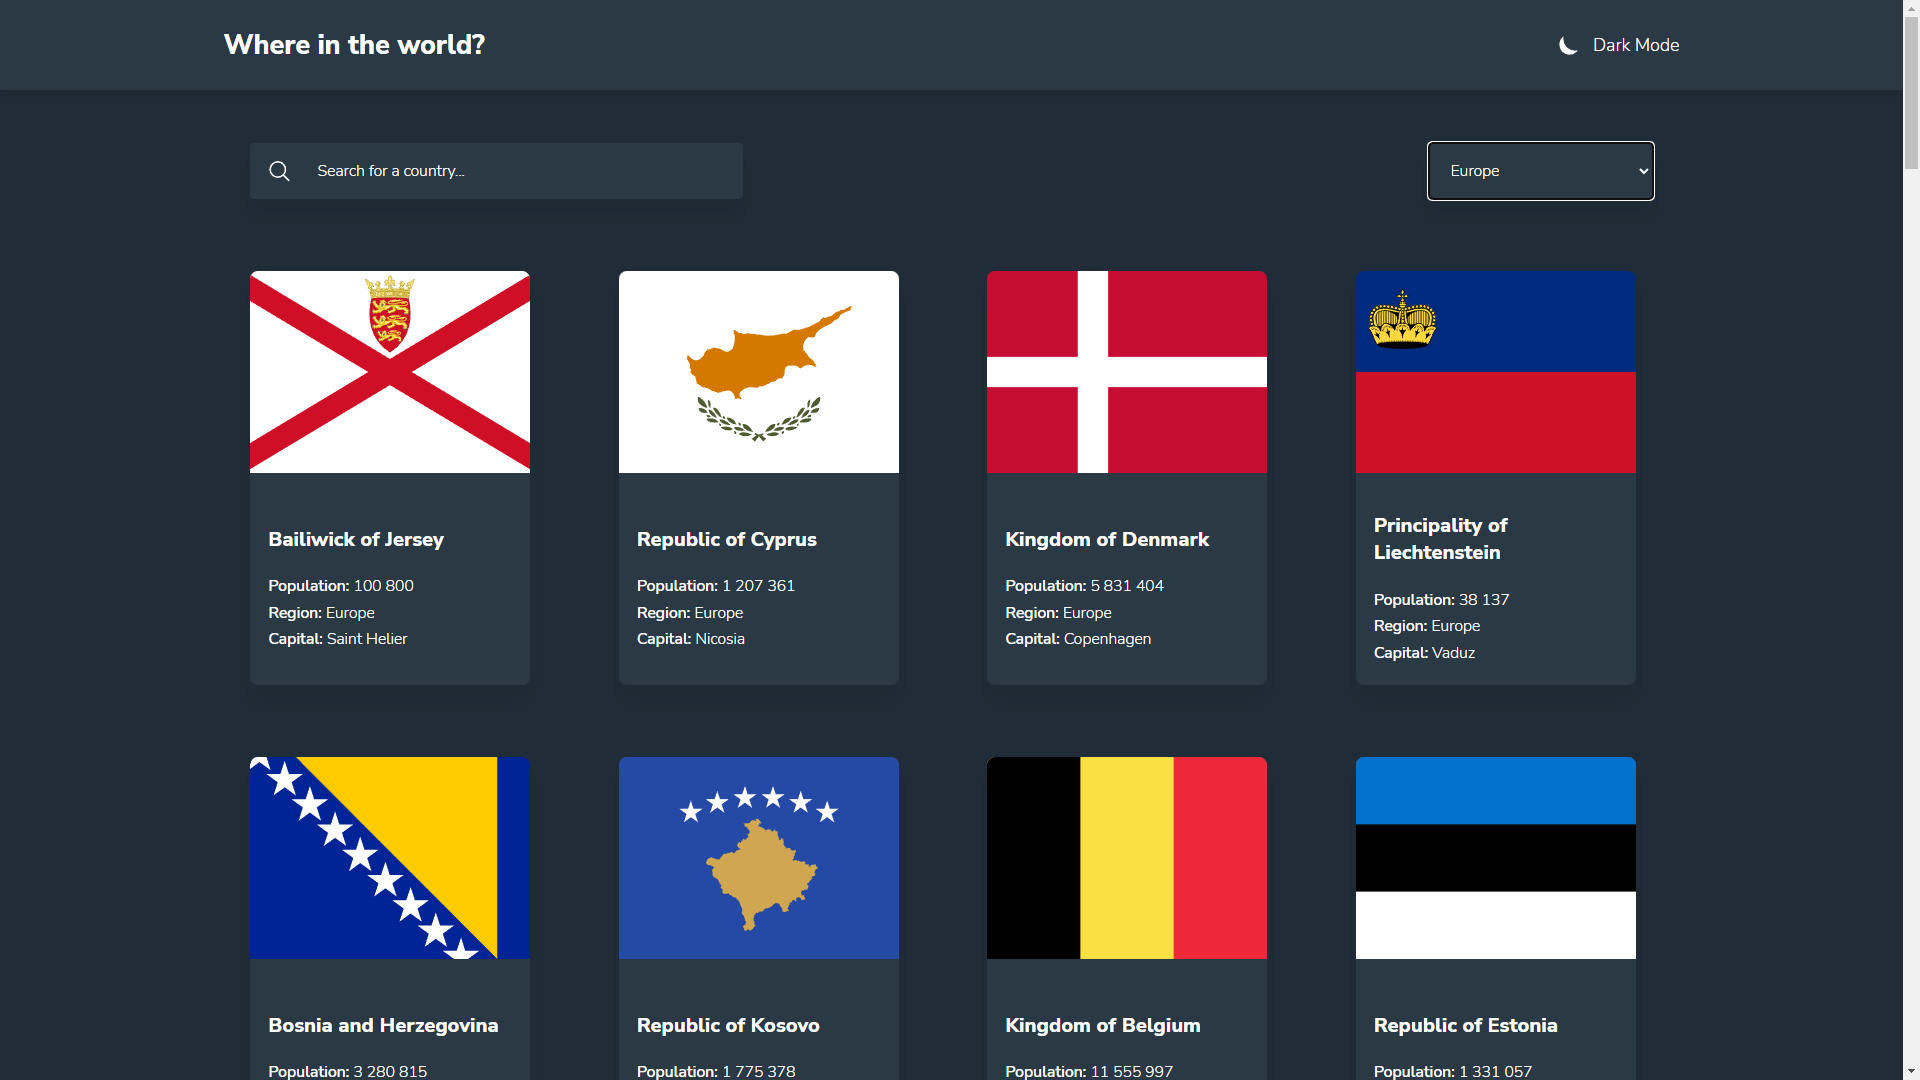 Where in the world?
Dark Mode
Search for a country...
Europe
Bailiwick of Jersey
Population: 100 800
Region: Europe
Capital: Saint Helier
Republic of Cyprus
Population: 1 207 361
Region: Europe
Capital: Nicosia
Kingdom of Denmark
Population: 5 831 404
Region: Europe
Capital: Copenhagen
Principality of
Liechtenstein
Population: 38 137
Region: Europe
Capital: Vaduz
Bosnia and Herzegovina
Population: 3 280 815
Republic of Kosovo
Population: 1 775 378
Kingdom of Belgium
Population: 11 555 997
Republic of Estonia
Population: 1 331 057